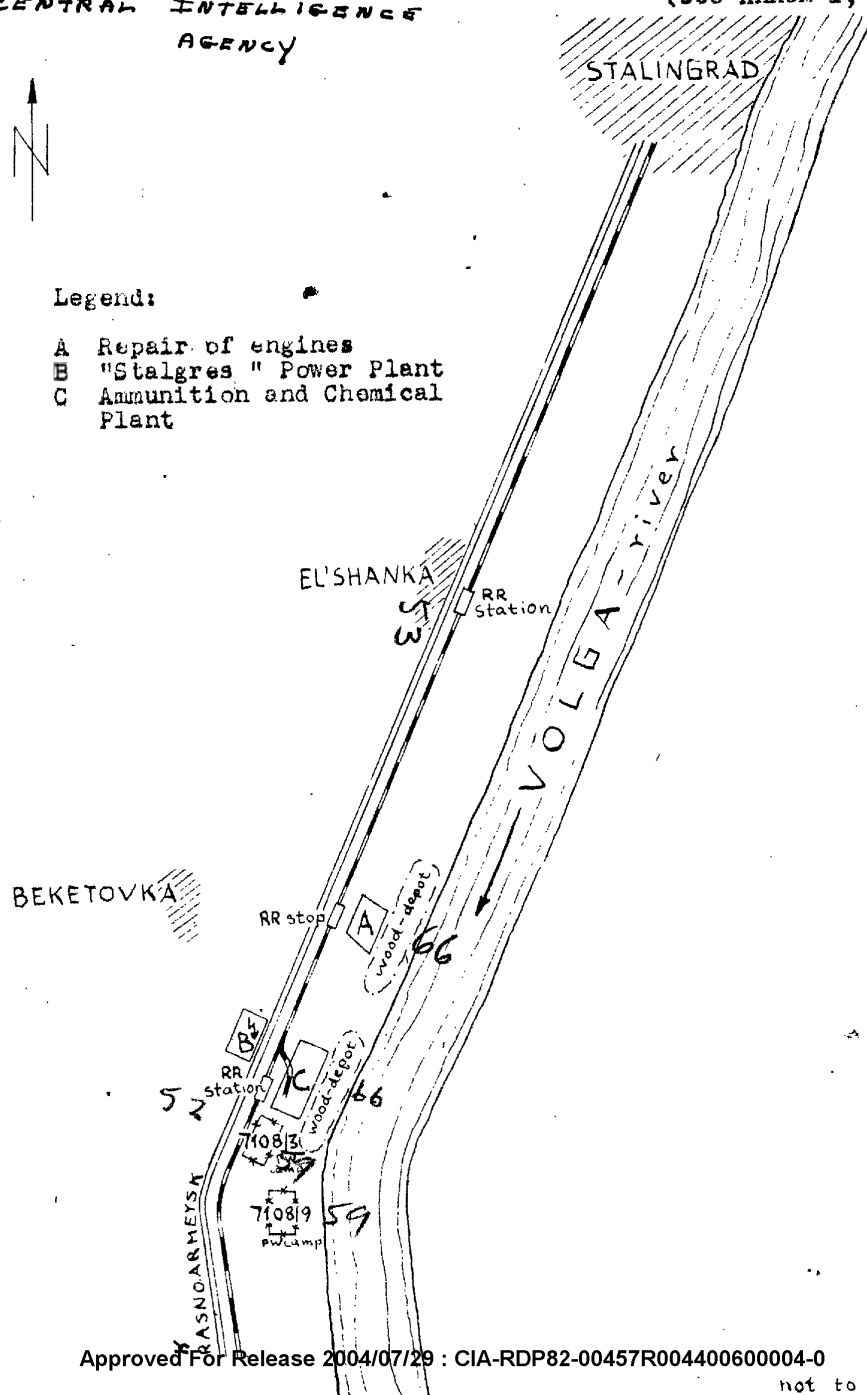 CENTRAL INTELLIGENCE
AGENCY
STALINGRAD
N
Legend:
A Repair of engines
B "Stalgres " Power Plant
C Ammunition and Chemical
Plant
VOLGA-river
EL'SHANKA
53
RR
Station
BEKETOVKA
RR stop
A
wood-depot
66
B
RR
station
52
C
wood-depot
66
7108/3
camp
7108/9
59
PW camp
KRASNOARMEYSK
Approved For Release 2004/07/29 : CIA-RDP82-00457R004400600004-0
not to